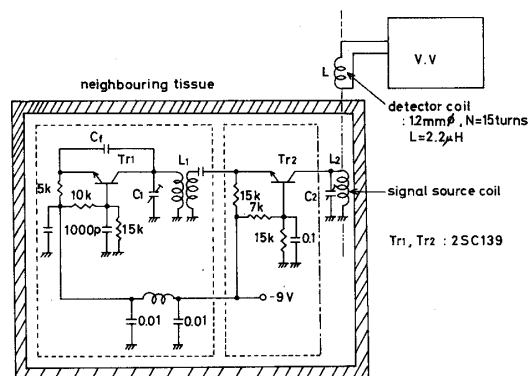 V.V
L
neighbouring tissue
detector coil
: 1.2mmφ, N=15turns
L=2.2μH
Cf
Tr1
L1
Tr2
L2
5k
10k
C1
15k
7k
C2
signal source coil
1000p
15k
15k
0.1
Tr1, Tr2 : 2SC139
-9V
0.01
0.01